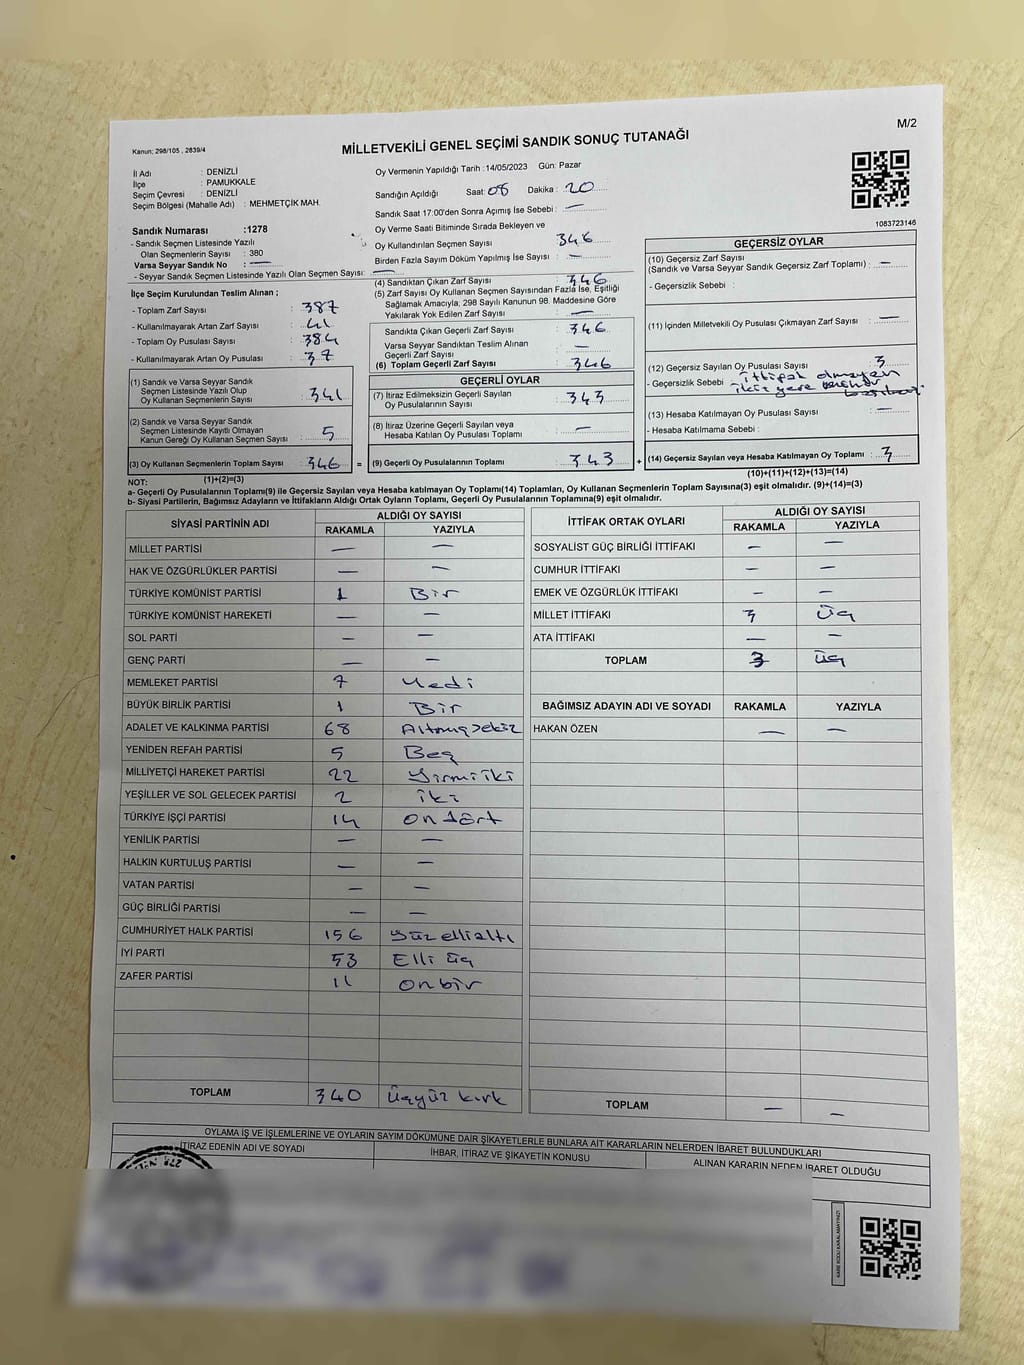 M/2
Kanun: 298/105 , 2839/4
MİLLETVEKİLİ GENEL SEÇİMİ SANDIK SONUÇ TUTANAĞI
İl Adı : DENİZLİ
İlçe : PAMUKKALE
Seçim Çevresi : DENİZLİ
Seçim Bölgesi (Mahalle Adı) : MEHMETÇİK MAH.
Oy Vermenin Yapıldığı Tarih :14/05/2023 Gün: Pazar
Sandığın Açıldığı Saat: 08 Dakika : 20
Sandık Saat 17:00'den Sonra Açımış İse Sebebi : —
1083723146
Sandık Numarası :1278
- Sandık Seçmen Listesinde Yazılı
Olan Seçmenlerin Sayısı : 380
Varsa Seyyar Sandık No : —
- Seyyar Sandık Seçmen Listesinde Yazılı Olan Seçmen Sayısı: —
Oy Verme Saati Bitiminde Sırada Bekleyen ve
Oy Kullandırılan Seçmen Sayısı 346
Birden Fazla Sayım Döküm Yapılmış İse Sayısı : —
İlçe Seçim Kurulundan Teslim Alınan ;
- Toplam Zarf Sayısı : 387
- Kullanılmayarak Artan Zarf Sayısı : 41
- Toplam Oy Pusulası Sayısı : 384
- Kullanılmayarak Artan Oy Pusulası : 37
(4) Sandıktan Çıkan Zarf Sayısı : 346
(5) Zarf Sayısı Oy Kullanan Seçmen Sayısından Fazla İse, Eşitliği
Sağlamak Amacıyla; 298 Sayılı Kanunun 98. Maddesine Göre
Yakılarak Yok Edilen Zarf Sayısı : —
Sandıkta Çıkan Geçerli Zarf Sayısı : 346
Varsa Seyyar Sandıktan Teslim Alınan
Geçerli Zarf Sayısı : —
(6) Toplam Geçerli Zarf Sayısı : 346
GEÇERSİZ OYLAR
(10) Geçersiz Zarf Sayısı
(Sandık ve Varsa Seyyar Sandık Geçersiz Zarf Toplamı) : —
- Geçersizlik Sebebi :
(11) İçinden Milletvekili Oy Pusulası Çıkmayan Zarf Sayısı : —
(12) Geçersiz Sayılan Oy Pusulası Sayısı : 3
- Geçersizlik Sebebi : ittifak olmayan
iki yere
(13) Hesaba Katılmayan Oy Pusulası Sayısı : —
- Hesaba Katılmama Sebebi :
(14) Geçersiz Sayılan veya Hesaba katılmayan Oy Toplamı : 3
(10)+(11)+(12)+(13)=(14)
(1) Sandık ve Varsa Seyyar Sandık
Seçmen Listesinde Yazılı Olup
Oy Kullanan Seçmenlerin Sayısı : 341
(2) Sandık ve Varsa Seyyar Sandık
Seçmen Listesinde Kayıtlı Olmayan
Kanun Gereği Oy Kullanan Seçmen Sayısı : 5
(3) Oy Kullanan Seçmenlerin Toplam Sayısı : 346 =
(1)+(2)=(3)
GEÇERLİ OYLAR
(7) İtiraz Edilmeksizin Geçerli Sayılan
Oy Pusulalarının Sayısı : 343
(8) İtiraz Üzerine Geçerli Sayılan veya
Hesaba Katılan Oy Pusulası Toplamı : —
(9) Geçerli Oy Pusulalarının Toplamı : 343 +
NOT:
a- Geçerli Oy Pusulalarının Toplamı(9) ile Geçersiz Sayılan veya Hesaba katılmayan Oy Toplamı(14) Toplamları, Oy Kullanan Seçmenlerin Toplam Sayısına(3) eşit olmalıdır. (9)+(14)=(3)
b- Siyasi Partilerin, Bağımsız Adayların ve İttifakların Aldığı Ortak Oyların Toplamı, Geçerli Oy Pusulalarının Toplamına(9) eşit olmalıdır.
SİYASİ PARTİNİN ADI ALDIĞI OY SAYISI
RAKAMLA YAZIYLA
MİLLET PARTİSİ — —
HAK VE ÖZGÜRLÜKLER PARTİSİ — —
TÜRKİYE KOMÜNİST PARTİSİ 1 Bir
TÜRKİYE KOMÜNİST HAREKETİ — —
SOL PARTİ — —
GENÇ PARTİ — —
MEMLEKET PARTİSİ 7 Yedi
BÜYÜK BİRLİK PARTİSİ 1 Bir
ADALET VE KALKINMA PARTİSİ 68 Altmışsekiz
YENİDEN REFAH PARTİSİ 5 Beş
MİLLİYETÇİ HAREKET PARTİSİ 22 Yirmiiki
YEŞİLLER VE SOL GELECEK PARTİSİ 2 iki
TÜRKİYE İŞÇİ PARTİSİ 14 ondört
YENİLİK PARTİSİ — —
HALKIN KURTULUŞ PARTİSİ — —
VATAN PARTİSİ — —
GÜÇ BİRLİĞİ PARTİSİ — —
CUMHURİYET HALK PARTİSİ 156 yüz ellialtı
İYİ PARTİ 53 Elli üç
ZAFER PARTİSİ 11 onbir
TOPLAM 340 Üçyüz kırk
İTTİFAK ORTAK OYLARI ALDIĞI OY SAYISI
RAKAMLA YAZIYLA
SOSYALİST GÜÇ BİRLİĞİ İTTİFAKI — —
CUMHUR İTTİFAKI — —
EMEK VE ÖZGÜRLÜK İTTİFAKI — —
MİLLET İTTİFAKI 3 üç
ATA İTTİFAKI — —
TOPLAM 3 üç
BAĞIMSIZ ADAYIN ADI VE SOYADI RAKAMLA YAZIYLA
HAKAN ÖZEN — —
TOPLAM — —
OYLAMA İŞ VE İŞLEMLERİNE VE OYLARIN SAYIM DÖKÜMÜNE DAİR ŞİKAYETLERLE BUNLARA AİT KARARLARIN NELERDEN İBARET BULUNDUKLARI
İTİRAZ EDENİN ADI VE SOYADI İHBAR, İTİRAZ VE ŞİKAYETİN KONUSU ALINAN KARARIN NEDEN İBARET OLDUĞU
KARE KODU KARALAMAYINIZ!